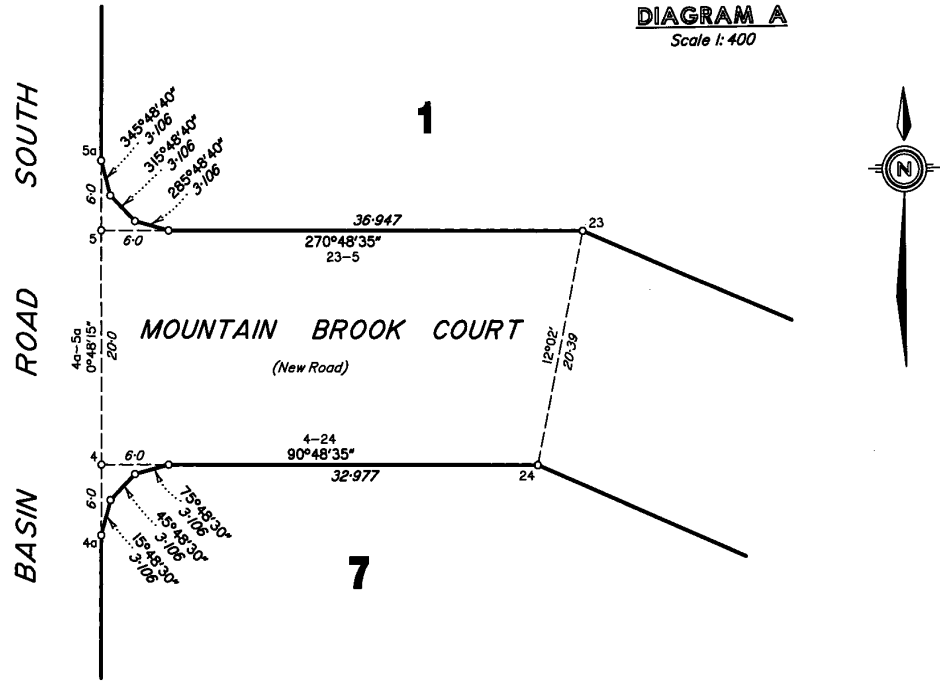 DIAGRAM A
Scale 1:400
SOUTH
ROAD
BASIN
1
345°48'40"
3·106
315°48'40"
3·106
285°48'40"
3·106
5a
6·0
5
6·0
36·947
270°48'35"
23-5
23
N
4a-5a
0°48'15"
20·0
MOUNTAIN BROOK COURT
(New Road)
12°02'
20·39
4-24
90°48'35"
32·977
24
4
6·0
6·0
4a
75°48'30"
3·106
45°48'30"
3·106
15°48'30"
3·106
7